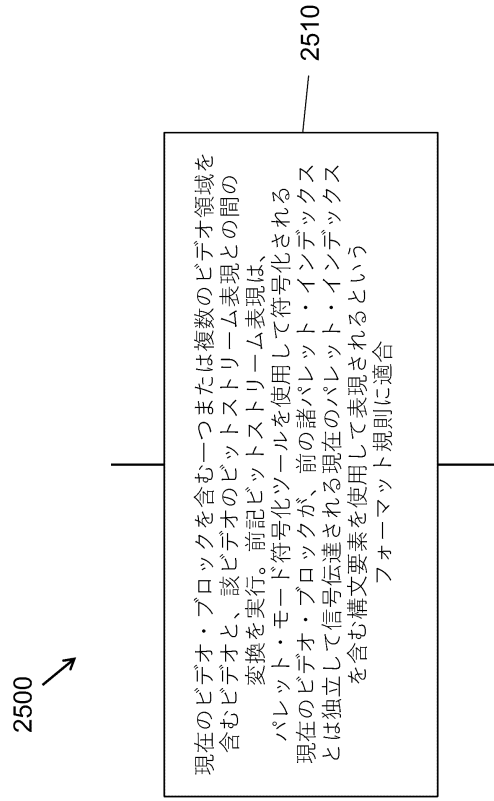 2500
2510
現在のビデオ・ブロックを含む一つまたは複数のビデオ領域を
含むビデオと、該ビデオのビットストリーム表現との間の
変換を実行。前記ビットストリーム表現は、
パレット・モード符号化ツールを使用して符号化される
現在のビデオ・ブロックが、前の諸パレット・インデックス
とは独立して信号伝達される現在のパレット・インデックス
を含む構文要素を使用して表現されるという
フォーマット規則に適合